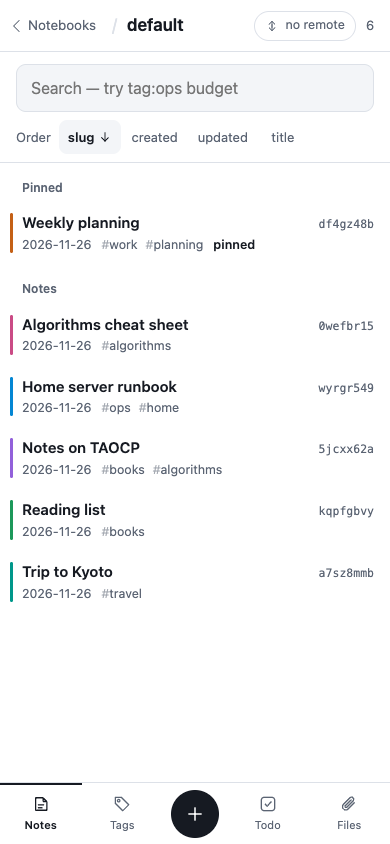 Notebooks / default no remote 6
Search — try tag:ops budget
Order slug ↓ created updated title
Pinned
Weekly planning df4gz48b
2026-11-26 #work #planning pinned
Notes
Algorithms cheat sheet 0wefbr15
2026-11-26 #algorithms
Home server runbook wyrgr549
2026-11-26 #ops #home
Notes on TAOCP 5jcxx62a
2026-11-26 #books #algorithms
Reading list kqpfgbvy
2026-11-26 #books
Trip to Kyoto a7sz8mmb
2026-11-26 #travel
Notes Tags Todo Files